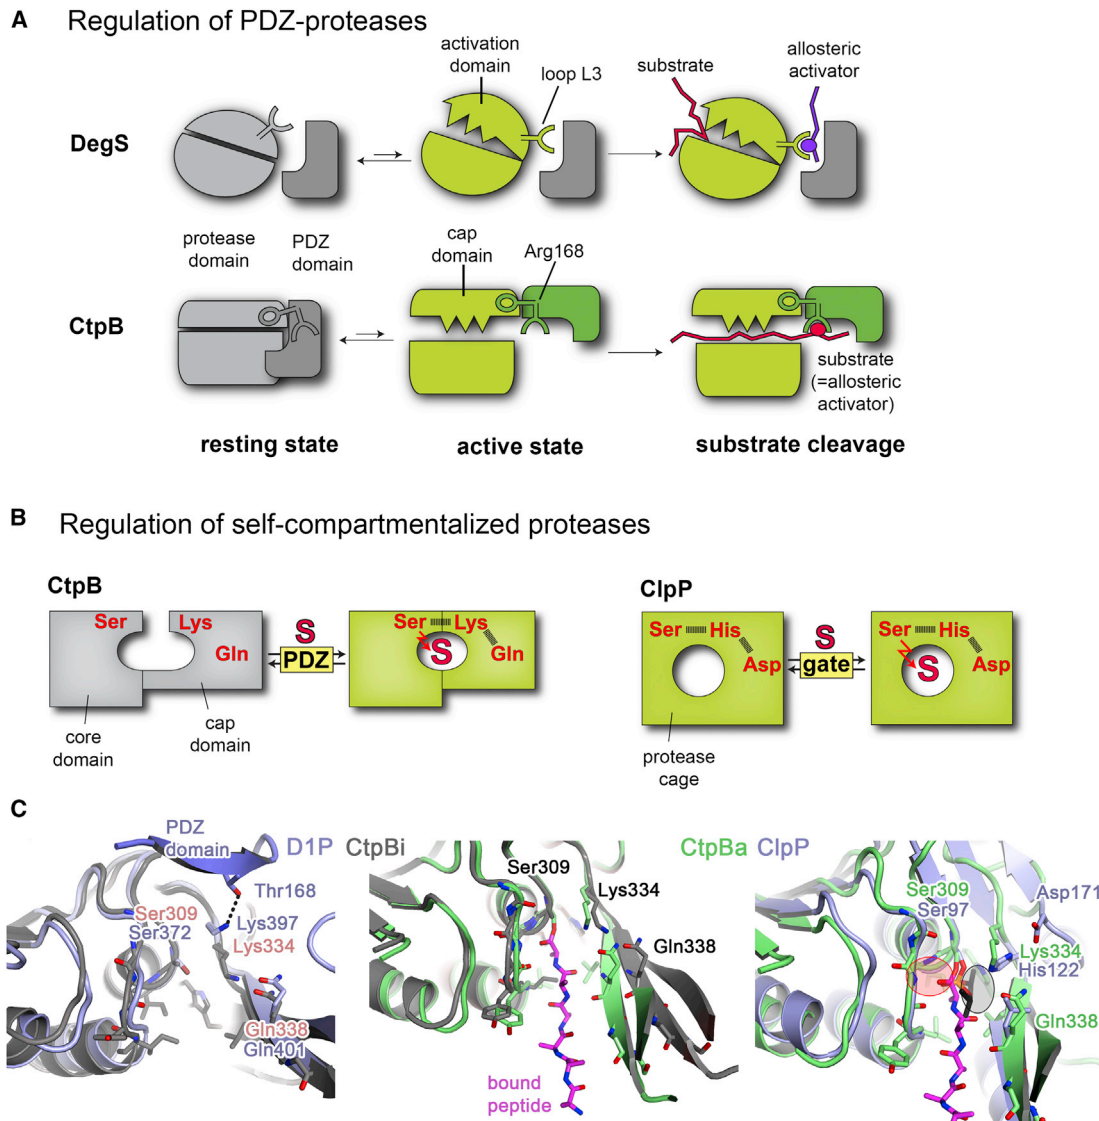 A Regulation of PDZ-proteases
activation
domain
loop L3
substrate
allosteric
activator
DegS
protease
domain
PDZ
domain
cap
domain
Arg168
CtpB
substrate
(=allosteric
activator)
resting state
active state
substrate cleavage
B Regulation of self-compartmentalized proteases
CtpB
Ser Lys
Gln
core
domain
cap
domain
S
PDZ
Ser Lys
S Gln
ClpP
Ser His
Asp
protease
cage
S
gate
Ser His
S Asp
C
PDZ
domain
D1P
CtpBi
Thr168
Ser309
Ser372
Lys397
Lys334
Gln338
Gln401
Ser309
Lys334
Gln338
bound
peptide
CtpBa ClpP
Ser309
Ser97
Asp171
Lys334
His122
Gln338